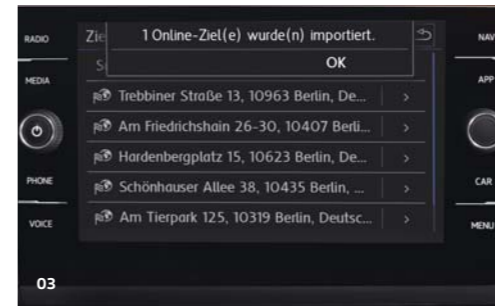 RADIO
Zie
1 Online-Ziel(e) wurde(n) importiert.
NAV
MEDIA
OK
APP
Trebbiner Straße 13, 10963 Berlin, De...
Am Friedrichshain 26-30, 10407 Berli...
Hardenbergplatz 15, 10623 Berlin, De...
PHONE
Schönhauser Allee 38, 10435 Berlin, ...
CAR
VOICE
Am Tierpark 125, 10319 Berlin, Deutsc...
MENU
03